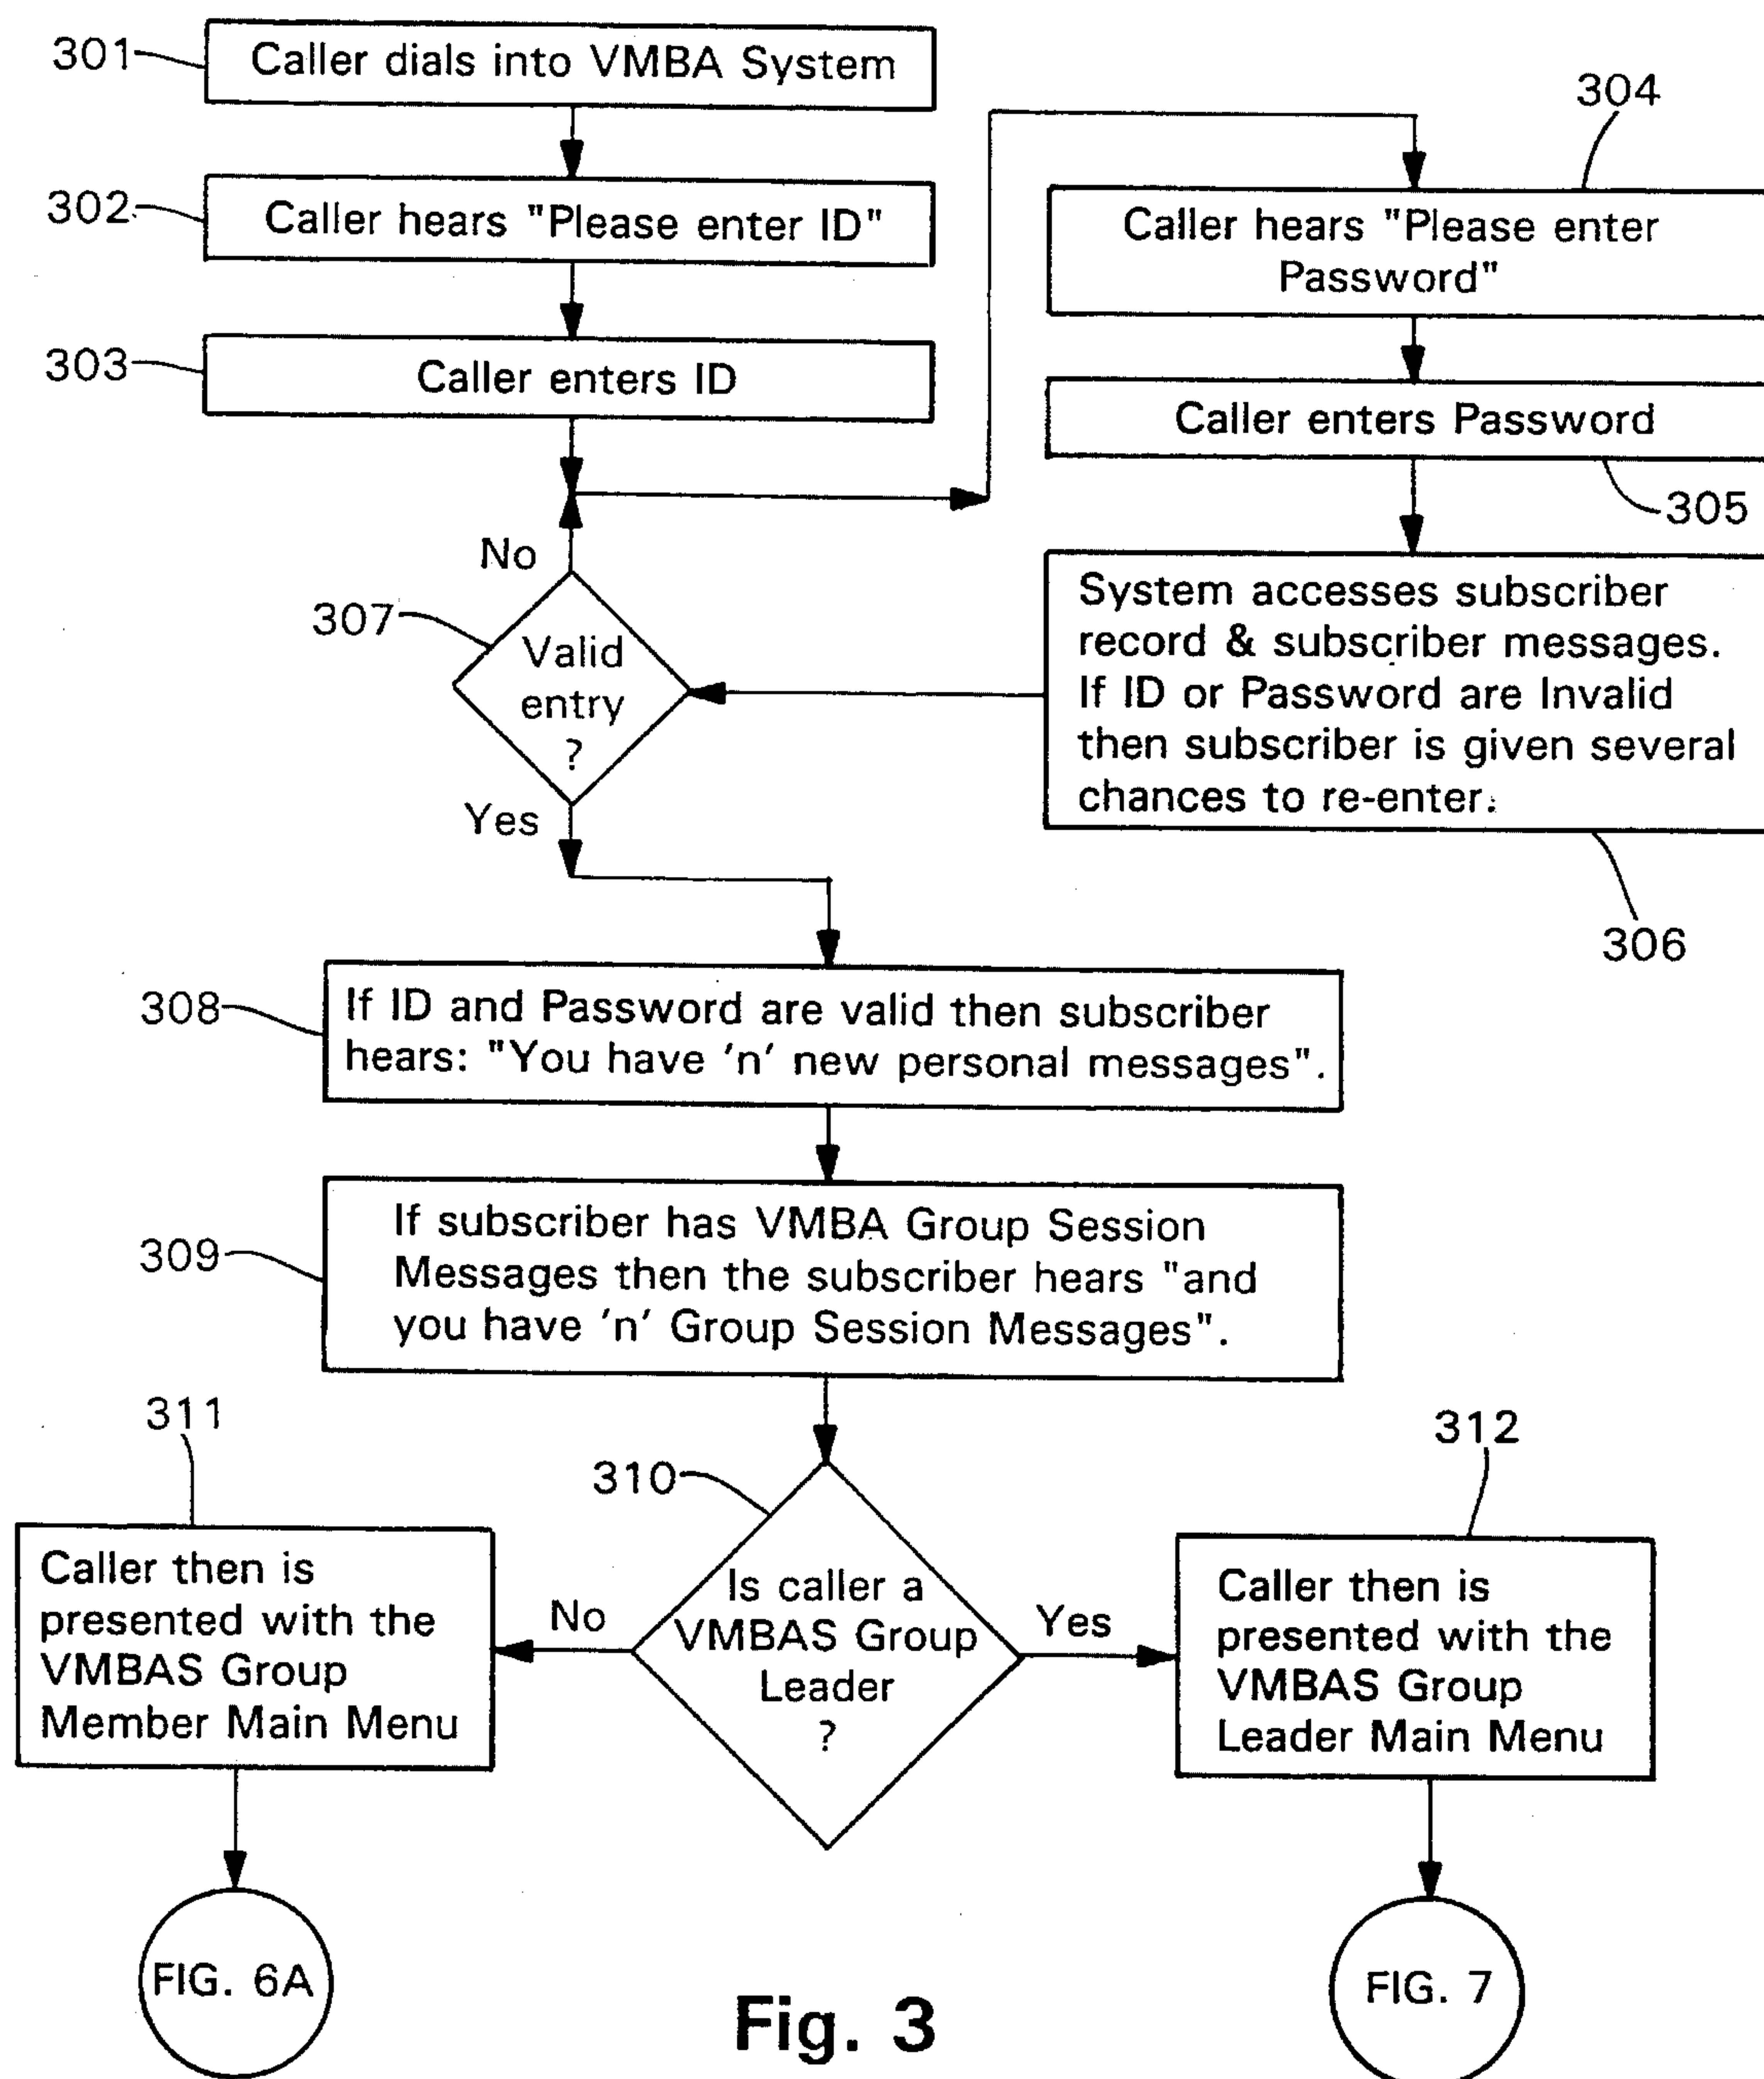 301
Caller dials into VMBA System
302
Caller hears "Please enter ID"
303
Caller enters ID
304
Caller hears "Please enter
Password"
Caller enters Password
305
System accesses subscriber
record & subscriber messages.
If ID or Password are Invalid
then subscriber is given several
chances to re-enter.
306
No
307
Valid
entry
?
Yes
308
If ID and Password are valid then subscriber
hears: "You have 'n' new personal messages".
309
If subscriber has VMBA Group Session
Messages then the subscriber hears "and
you have 'n' Group Session Messages".
310
Is caller a
VMBAS Group
Leader
?
No
Yes
311
Caller then is
presented with the
VMBAS Group
Member Main Menu
312
Caller then is
presented with the
VMBAS Group
Leader Main Menu
FIG. 6A
FIG. 7
Fig. 3